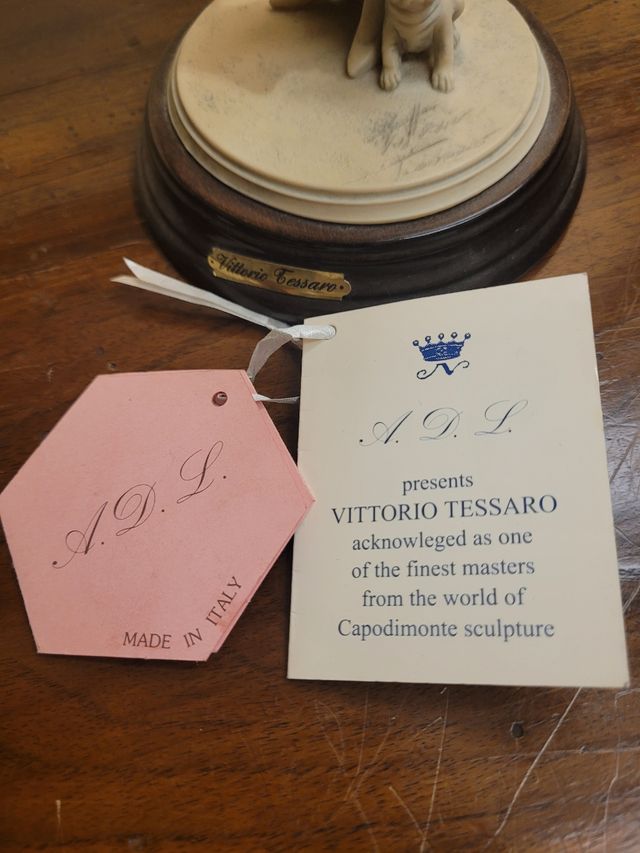 Vittorio Tessaro
A. D. L.
presents
VITTORIO TESSARO
acknowleged as one
of the finest masters
from the world of
Capodimonte sculpture
A. D. L.
MADE IN ITALY